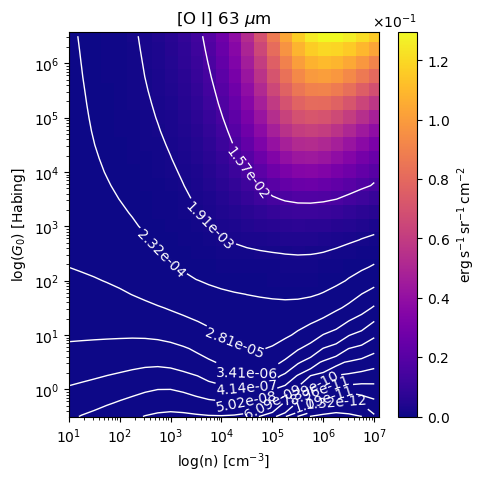 [O I] 63 μm
×10⁻¹
10⁶
10⁵
10⁴
10³
10²
10¹
10⁰
log(G₀) [Habing]
1.57e-02
1.91e-03
2.32e-04
2.81e-05
3.41e-06
4.14e-07
5.02e-08
10¹
10²
10³
10⁴
10⁵
10⁶
10⁷
log(n) [cm⁻³]
1.2
1.0
0.8
0.6
0.4
0.2
0.0
erg s⁻¹ sr⁻¹ cm⁻²